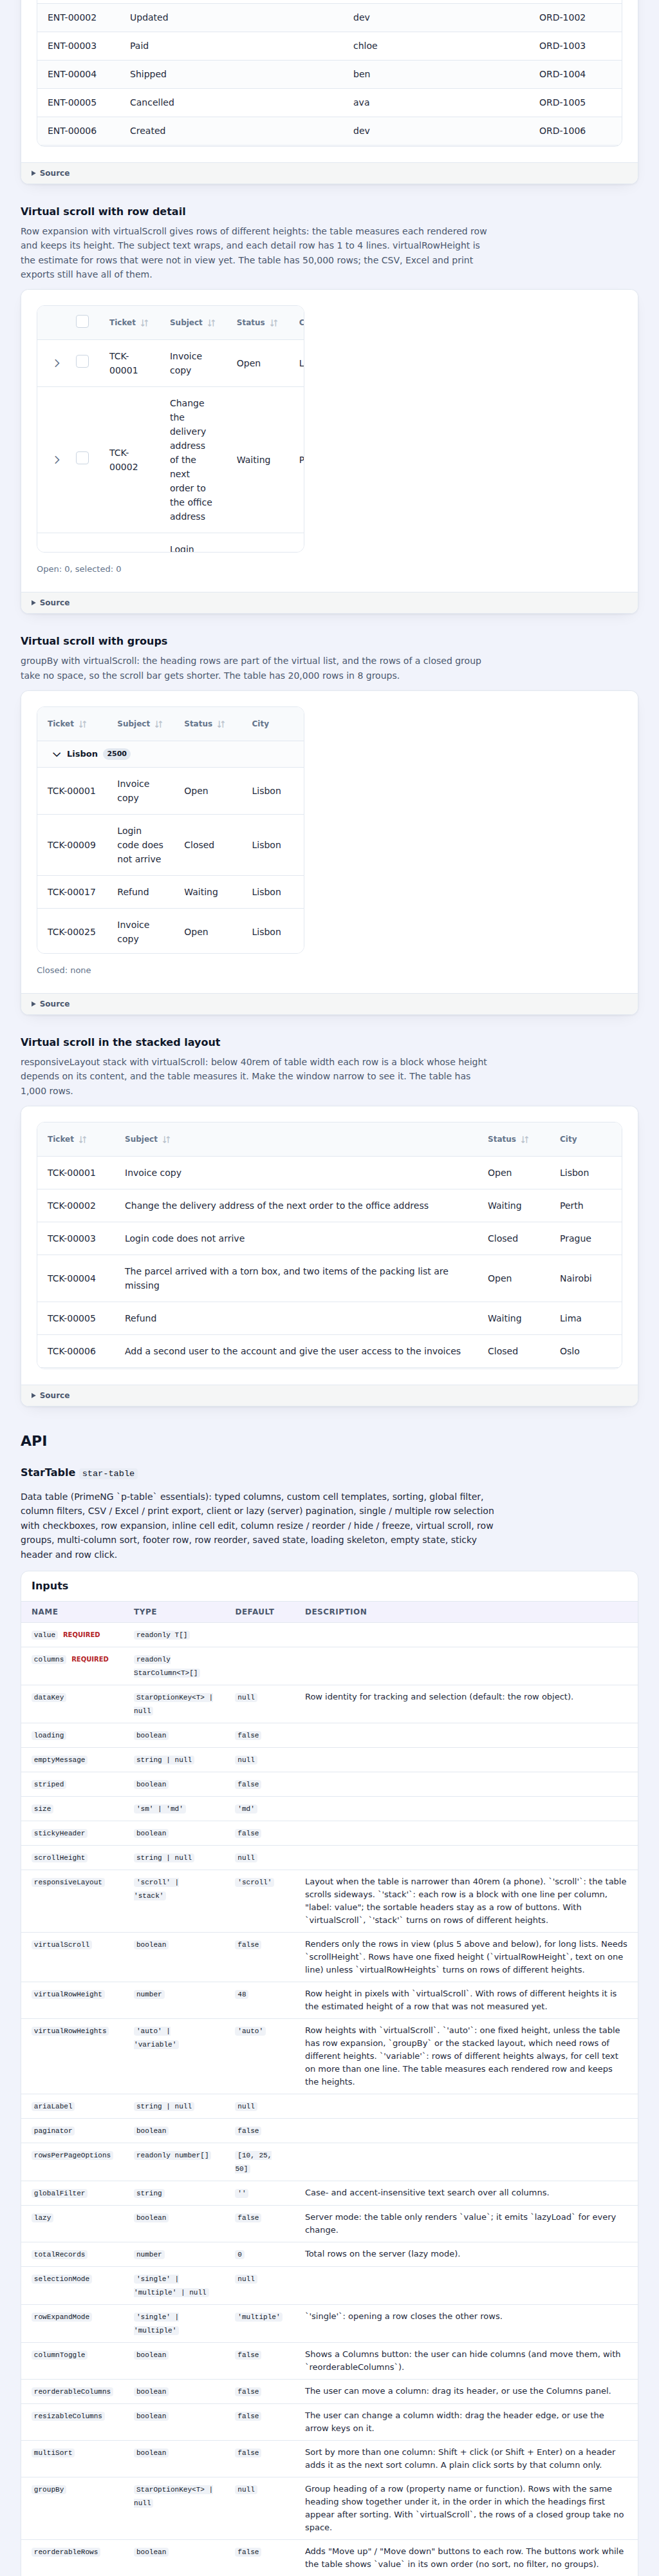 ENT-00002 Updated dev ORD-1002
ENT-00003 Paid chloe ORD-1003
ENT-00004 Shipped ben ORD-1004
ENT-00005 Cancelled ava ORD-1005
ENT-00006 Created dev ORD-1006
Source
Virtual scroll with row detail
Row expansion with virtualScroll gives rows of different heights: the table measures each rendered row
and keeps its height. The subject text wraps, and each detail row has 1 to 4 lines. virtualRowHeight is
the estimate for rows that were not in view yet. The table has 50,000 rows; the CSV, Excel and print
exports still have all of them.
Ticket Subject Status C
TCK-
00001
Invoice
copy
Open L
TCK-
00002
Change
the
delivery
address
of the
next
order to
the office
address
Waiting P
Login
Open: 0, selected: 0
Source
Virtual scroll with groups
groupBy with virtualScroll: the heading rows are part of the virtual list, and the rows of a closed group
take no space, so the scroll bar gets shorter. The table has 20,000 rows in 8 groups.
Ticket Subject Status City
Lisbon 2500
TCK-00001 Invoice
copy
Open Lisbon
TCK-00009 Login
code does
not arrive
Closed Lisbon
TCK-00017 Refund Waiting Lisbon
TCK-00025 Invoice
copy
Open Lisbon
Closed: none
Source
Virtual scroll in the stacked layout
responsiveLayout stack with virtualScroll: below 40rem of table width each row is a block whose height
depends on its content, and the table measures it. Make the window narrow to see it. The table has
1,000 rows.
Ticket Subject Status City
TCK-00001 Invoice copy Open Lisbon
TCK-00002 Change the delivery address of the next order to the office address Waiting Perth
TCK-00003 Login code does not arrive Closed Prague
TCK-00004 The parcel arrived with a torn box, and two items of the packing list are
missing
Open Nairobi
TCK-00005 Refund Waiting Lima
TCK-00006 Add a second user to the account and give the user access to the invoices Closed Oslo
Source
API
StarTable star-table
Data table (PrimeNG `p-table` essentials): typed columns, custom cell templates, sorting, global filter,
column filters, CSV / Excel / print export, client or lazy (server) pagination, single / multiple row selection
with checkboxes, row expansion, inline cell edit, column resize / reorder / hide / freeze, virtual scroll, row
groups, multi-column sort, footer row, row reorder, saved state, loading skeleton, empty state, sticky
header and row click.
Inputs
NAME TYPE DEFAULT DESCRIPTION
value REQUIRED readonly T[]
columns REQUIRED readonly
StarColumn<T>[]
dataKey StarOptionKey<T> |
null
null Row identity for tracking and selection (default: the row object).
loading boolean false
emptyMessage string | null null
striped boolean false
size 'sm' | 'md' 'md'
stickyHeader boolean false
scrollHeight string | null null
responsiveLayout 'scroll' |
'stack'
'scroll' Layout when the table is narrower than 40rem (a phone). `'scroll'`: the table
scrolls sideways. `'stack'`: each row is a block with one line per column,
"label: value"; the sortable headers stay as a row of buttons. With
`virtualScroll`, `'stack'` turns on rows of different heights.
virtualScroll boolean false Renders only the rows in view (plus 5 above and below), for long lists. Needs
`scrollHeight`. Rows have one fixed height (`virtualRowHeight`, text on one
line) unless `virtualRowHeights` turns on rows of different heights.
virtualRowHeight number 48 Row height in pixels with `virtualScroll`. With rows of different heights it is
the estimated height of a row that was not measured yet.
virtualRowHeights 'auto' |
'variable'
'auto' Row heights with `virtualScroll`. `'auto'`: one fixed height, unless the table
has row expansion, `groupBy` or the stacked layout, which need rows of
different heights. `'variable'`: rows of different heights always, for cell text
on more than one line. The table measures each rendered row and keeps
the heights.
ariaLabel string | null null
paginator boolean false
rowsPerPageOptions readonly number[] [10, 25,
50]
globalFilter string '' Case- and accent-insensitive text search over all columns.
lazy boolean false Server mode: the table only renders `value`; it emits `lazyLoad` for every
change.
totalRecords number 0 Total rows on the server (lazy mode).
selectionMode 'single' |
'multiple' | null
null
rowExpandMode 'single' |
'multiple'
'multiple' `'single'`: opening a row closes the other rows.
columnToggle boolean false Shows a Columns button: the user can hide columns (and move them, with
`reorderableColumns`).
reorderableColumns boolean false The user can move a column: drag its header, or use the Columns panel.
resizableColumns boolean false The user can change a column width: drag the header edge, or use the
arrow keys on it.
multiSort boolean false Sort by more than one column: Shift + click (or Shift + Enter) on a header
adds it as the next sort column. A plain click sorts by that column only.
groupBy StarOptionKey<T> |
null
null Group heading of a row (property name or function). Rows with the same
heading show together under it, in the order in which the headings first
appear after sorting. With `virtualScroll`, the rows of a closed group take no
space.
reorderableRows boolean false Adds "Move up" / "Move down" buttons to each row. The buttons work while
the table shows `value` in its own order (no sort, no filter, no groups).